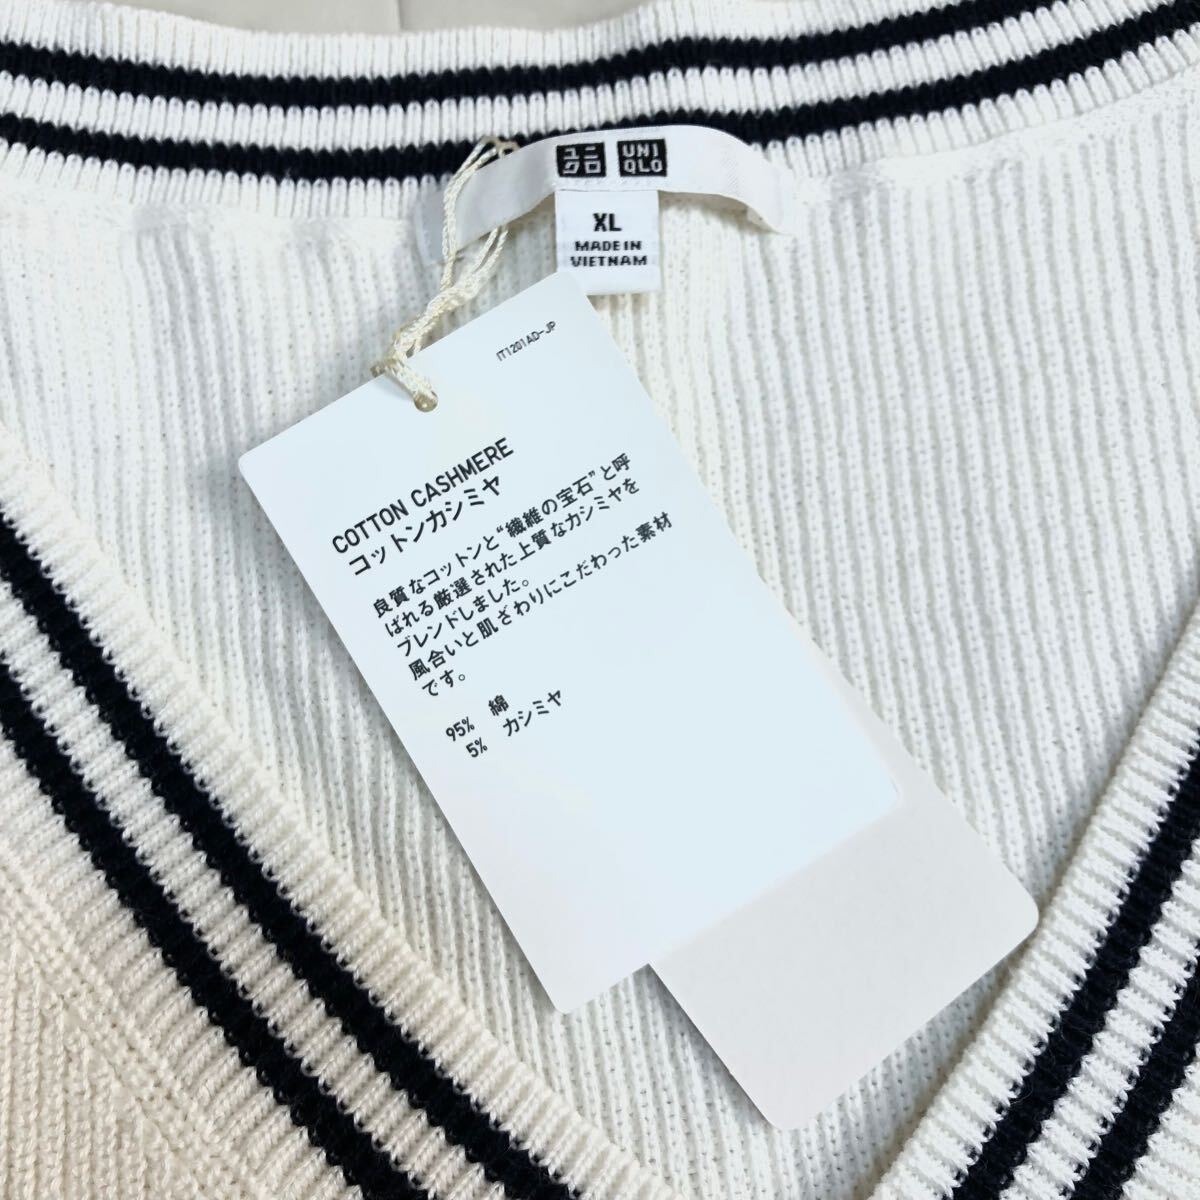 ユニ
クロ
UNI
QLO
XL
MADE IN
VIETNAM
IT1201AD-JP
COTTON CASHMERE
コットンカシミヤ
良質なコットンと“繊維の宝石”と呼
ばれる厳選された上質なカシミヤを
ブレンドしました。
風合いと肌ざわりにこだわった素材
です。
95% 綿
5% カシミヤ